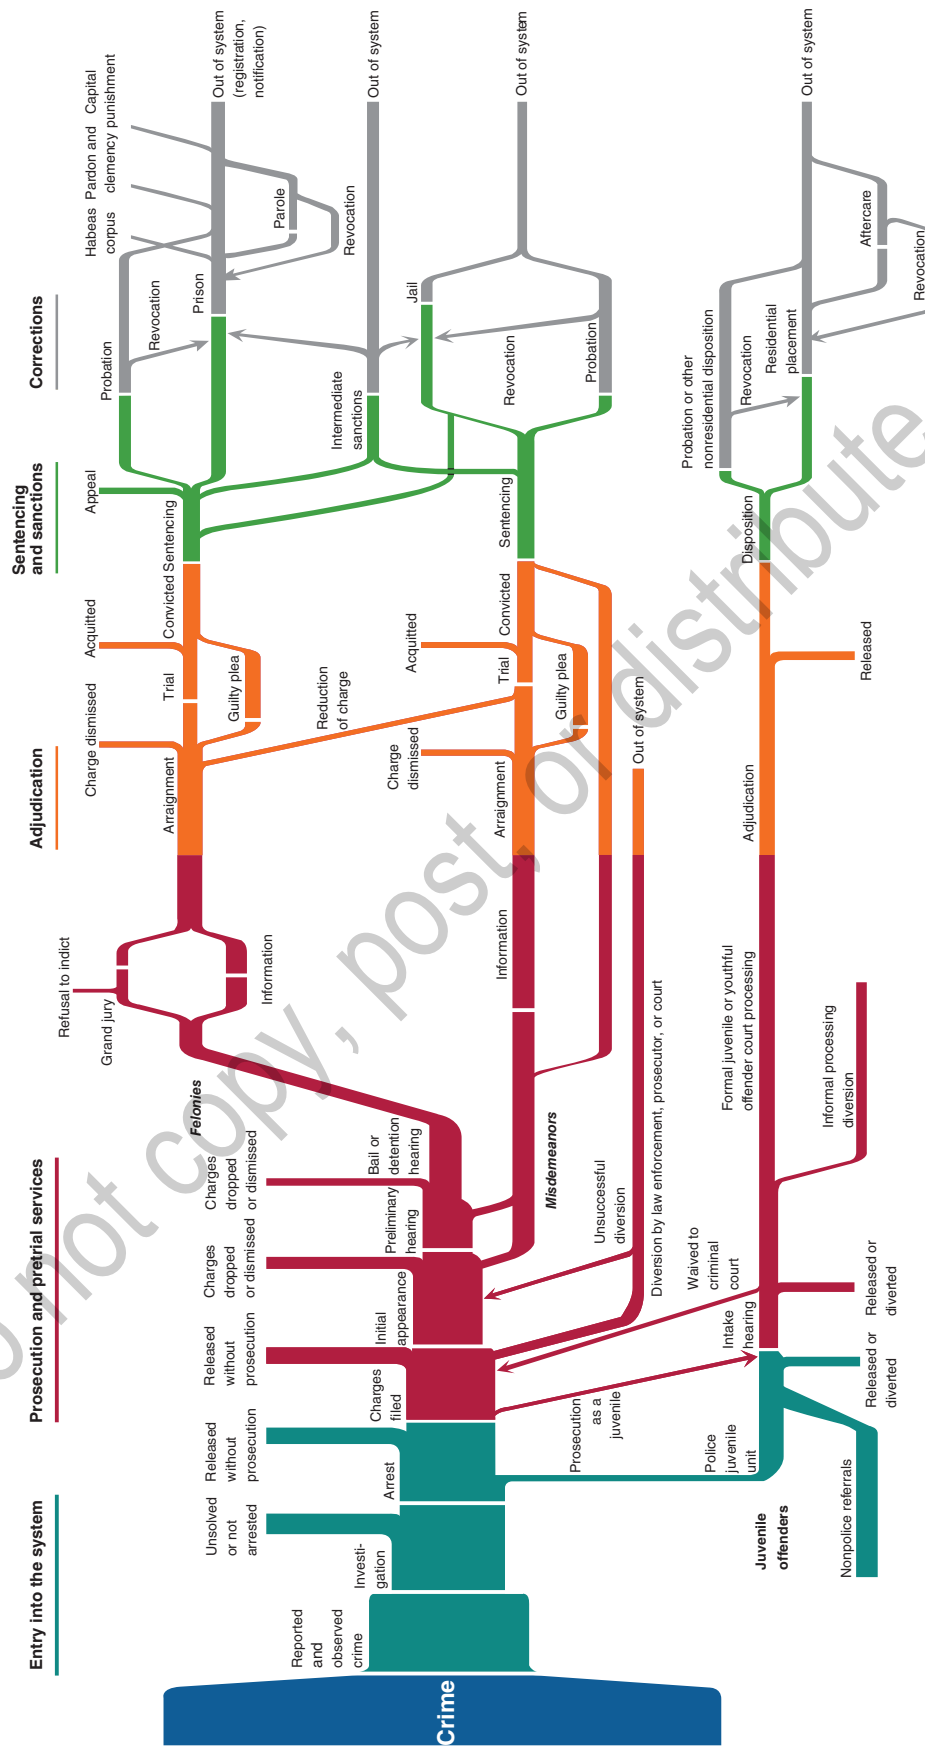 Entry into the system
Prosecution and pretrial services
Adjudication
Sentencing
and sanctions
Corrections
Crime
Reported
and
observed
crime
Investi-
gation
Unsolved
or not
arrested
Arrest
Released
without
prosecution
Charges
filed
Released
without
prosecution
Initial
appearance
Charges
dropped
or dismissed
Preliminary
hearing
Charges
dropped
or dismissed
Bail or
detention
hearing
Felonies
Grand jury
Refusal to indict
Information
Arraignment
Charge dismissed
Trial
Acquitted
Guilty plea
Convicted
Sentencing
Appeal
Reduction
of charge
Probation
Revocation
Prison
Habeas
corpus
Pardon and
clemency
Capital
punishment
Parole
Revocation
Out of system
(registration,
notification)
Intermediate
sanctions
Out of system
Misdemeanors
Information
Arraignment
Charge
dismissed
Trial
Acquitted
Guilty plea
Convicted
Sentencing
Jail
Revocation
Probation
Out of system
Unsuccessful
diversion
Diversion by law enforcement, prosecutor, or court
Out of system
Prosecution
as a
juvenile
Waived to
criminal
court
Police
juvenile
unit
Juvenile
offenders
Nonpolice referrals
Released or
diverted
Intake
hearing
Released or
diverted
Formal juvenile or youthful
offender court processing
Informal processing
diversion
Adjudication
Released
Disposition
Probation or other
nonresidential disposition
Revocation
Residential
placement
Aftercare
Revocation
Out of system
not copy, post, or distribute